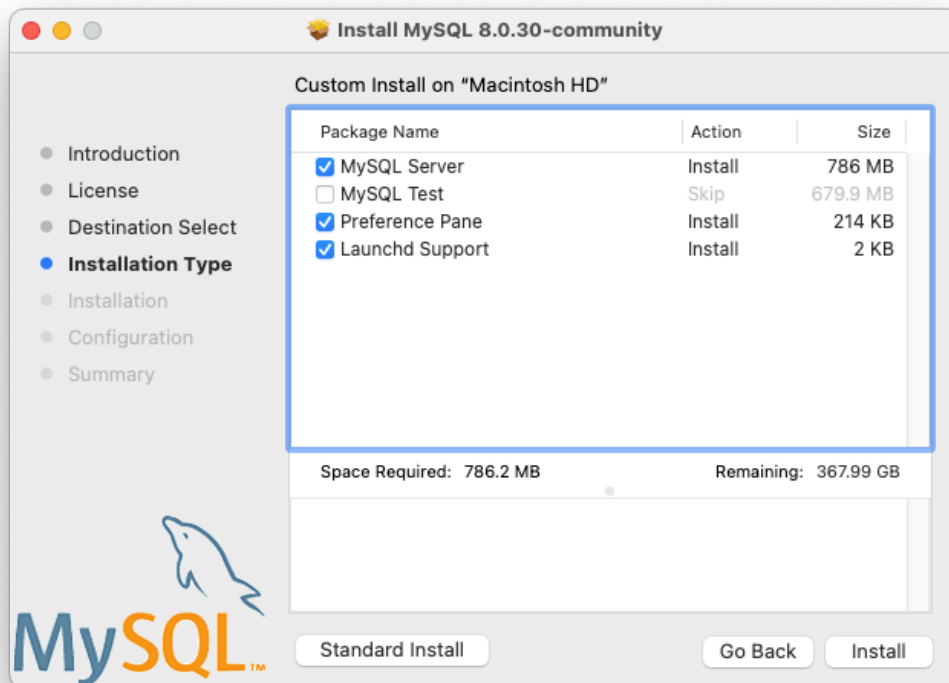 Install MySQL 8.0.30-community
Introduction
License
Destination Select
Installation Type
Installation
Configuration
Summary
Custom Install on “Macintosh HD”
Package Name Action Size
MySQL Server Install 786 MB
MySQL Test Skip 679.9 MB
Preference Pane Install 214 KB
Launchd Support Install 2 KB
Space Required: 786.2 MB Remaining: 367.99 GB
MySQL™
Standard Install Go Back Install